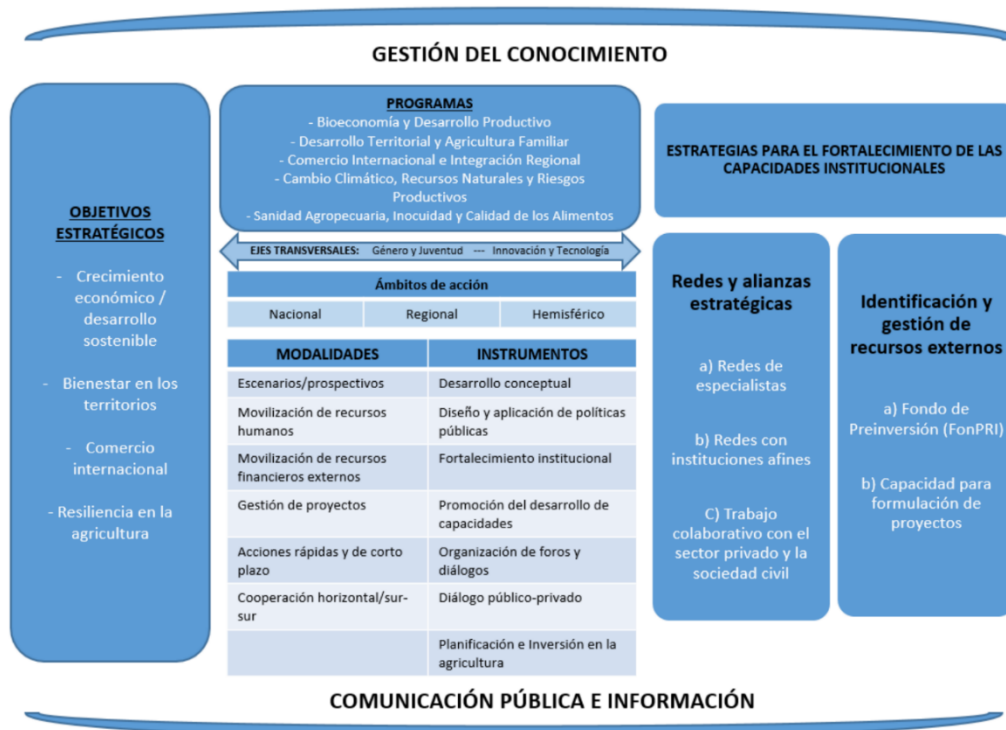 GESTIÓN DEL CONOCIMIENTO
OBJETIVOS
ESTRATÉGICOS
- Crecimiento
económico /
desarrollo
sostenible
- Bienestar en los
territorios
- Comercio
internacional
- Resiliencia en la
agricultura
PROGRAMAS
- Bioeconomía y Desarrollo Productivo
- Desarrollo Territorial y Agricultura Familiar
- Comercio Internacional e Integración Regional
- Cambio Climático, Recursos Naturales y Riesgos
Productivos
- Sanidad Agropecuaria, Inocuidad y Calidad de los Alimentos
EJES TRANSVERSALES: Género y Juventud --- Innovación y Tecnología
Ámbitos de acción
Nacional Regional Hemisférico
MODALIDADES INSTRUMENTOS
Escenarios/prospectivos Desarrollo conceptual
Movilización de recursos Diseño y aplicación de políticas
humanos públicas
Movilización de recursos Fortalecimiento institucional
financieros externos
Gestión de proyectos Promoción del desarrollo de
capacidades
Acciones rápidas y de corto Organización de foros y
plazo diálogos
Cooperación horizontal/sur- Diálogo público-privado
sur
Planificación e Inversión en la
agricultura
ESTRATEGIAS PARA EL FORTALECIMIENTO DE LAS
CAPACIDADES INSTITUCIONALES
Redes y alianzas
estratégicas
a) Redes de
especialistas
b) Redes con
instituciones afines
C) Trabajo
colaborativo con el
sector privado y la
sociedad civil
Identificación y
gestión de
recursos externos
a) Fondo de
Preinversión (FonPRI)
b) Capacidad para
formulación de
proyectos
COMUNICACIÓN PÚBLICA E INFORMACIÓN